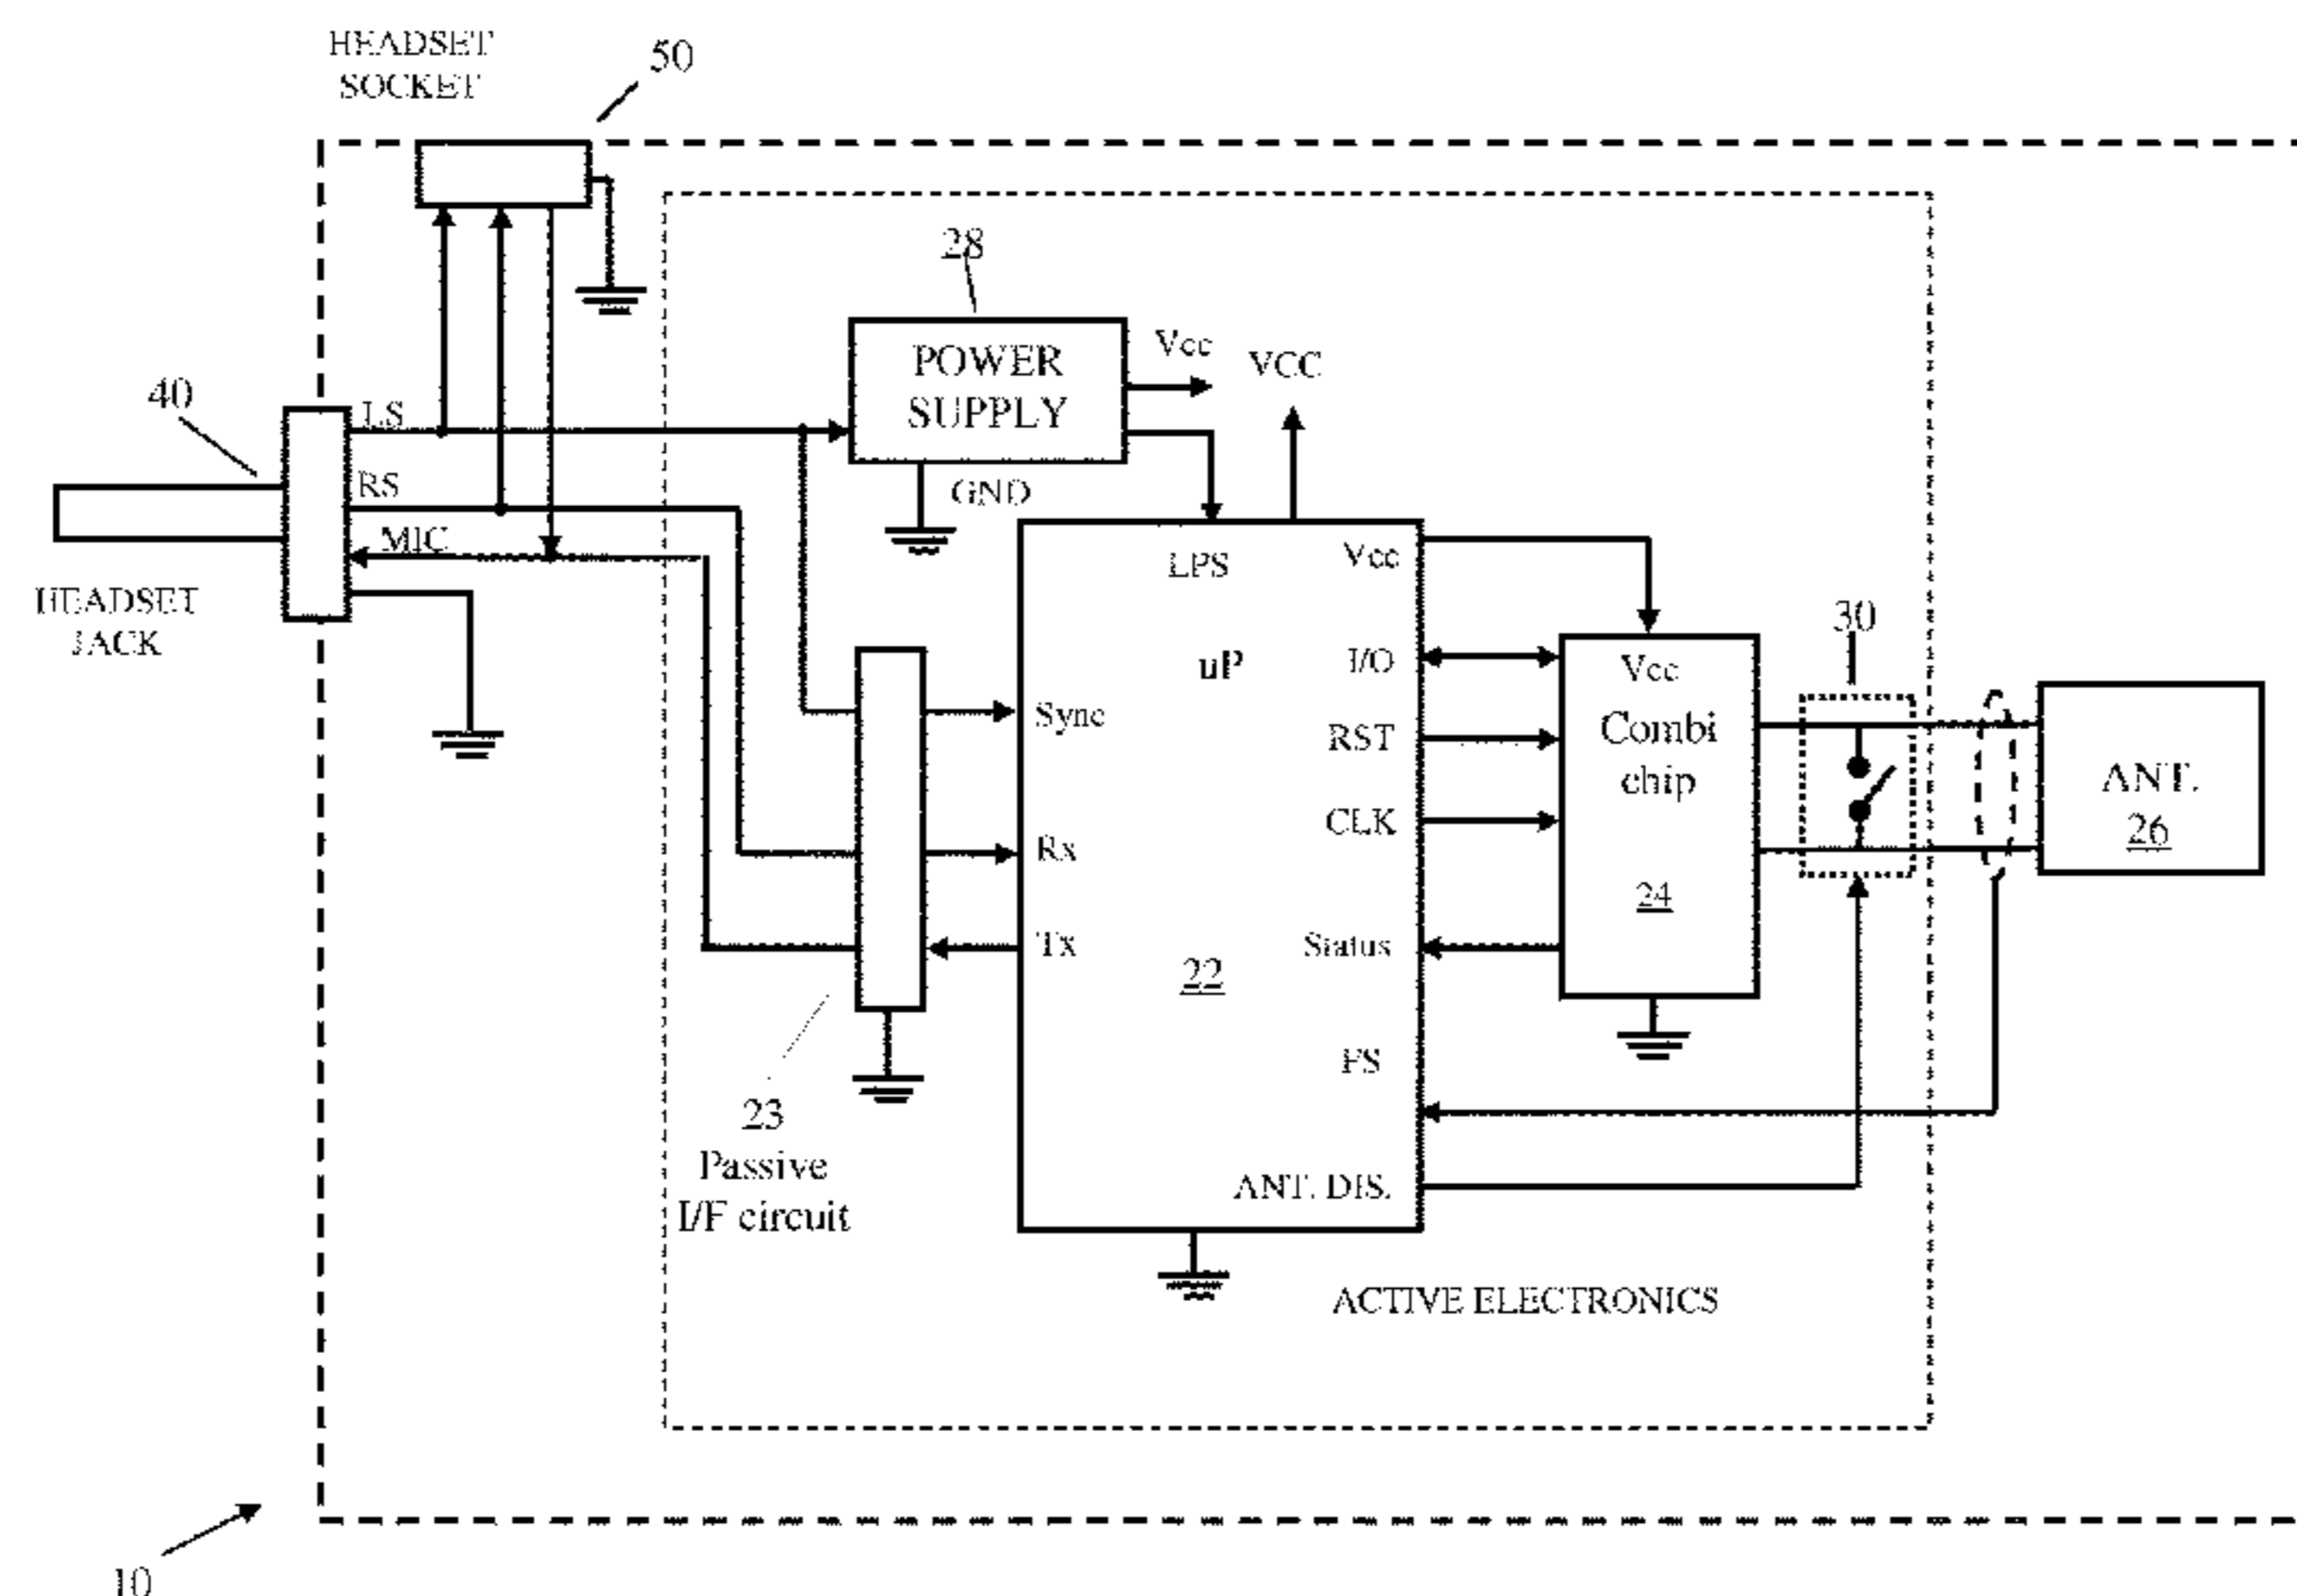 HEADSET
SOCKET
50
28
POWER
SUPPLY
Vcc
VCC
GND
40
LS
RS
MIC
HEADSET
JACK
LPS
Vcc
uP
I/O
Sync
RST
CLK
Rx
Tx
Status
22
FS
ANT. DIS.
Vcc
Combi
chip
24
30
ANT.
26
23
Passive
I/F circuit
ACTIVE ELECTRONICS
10